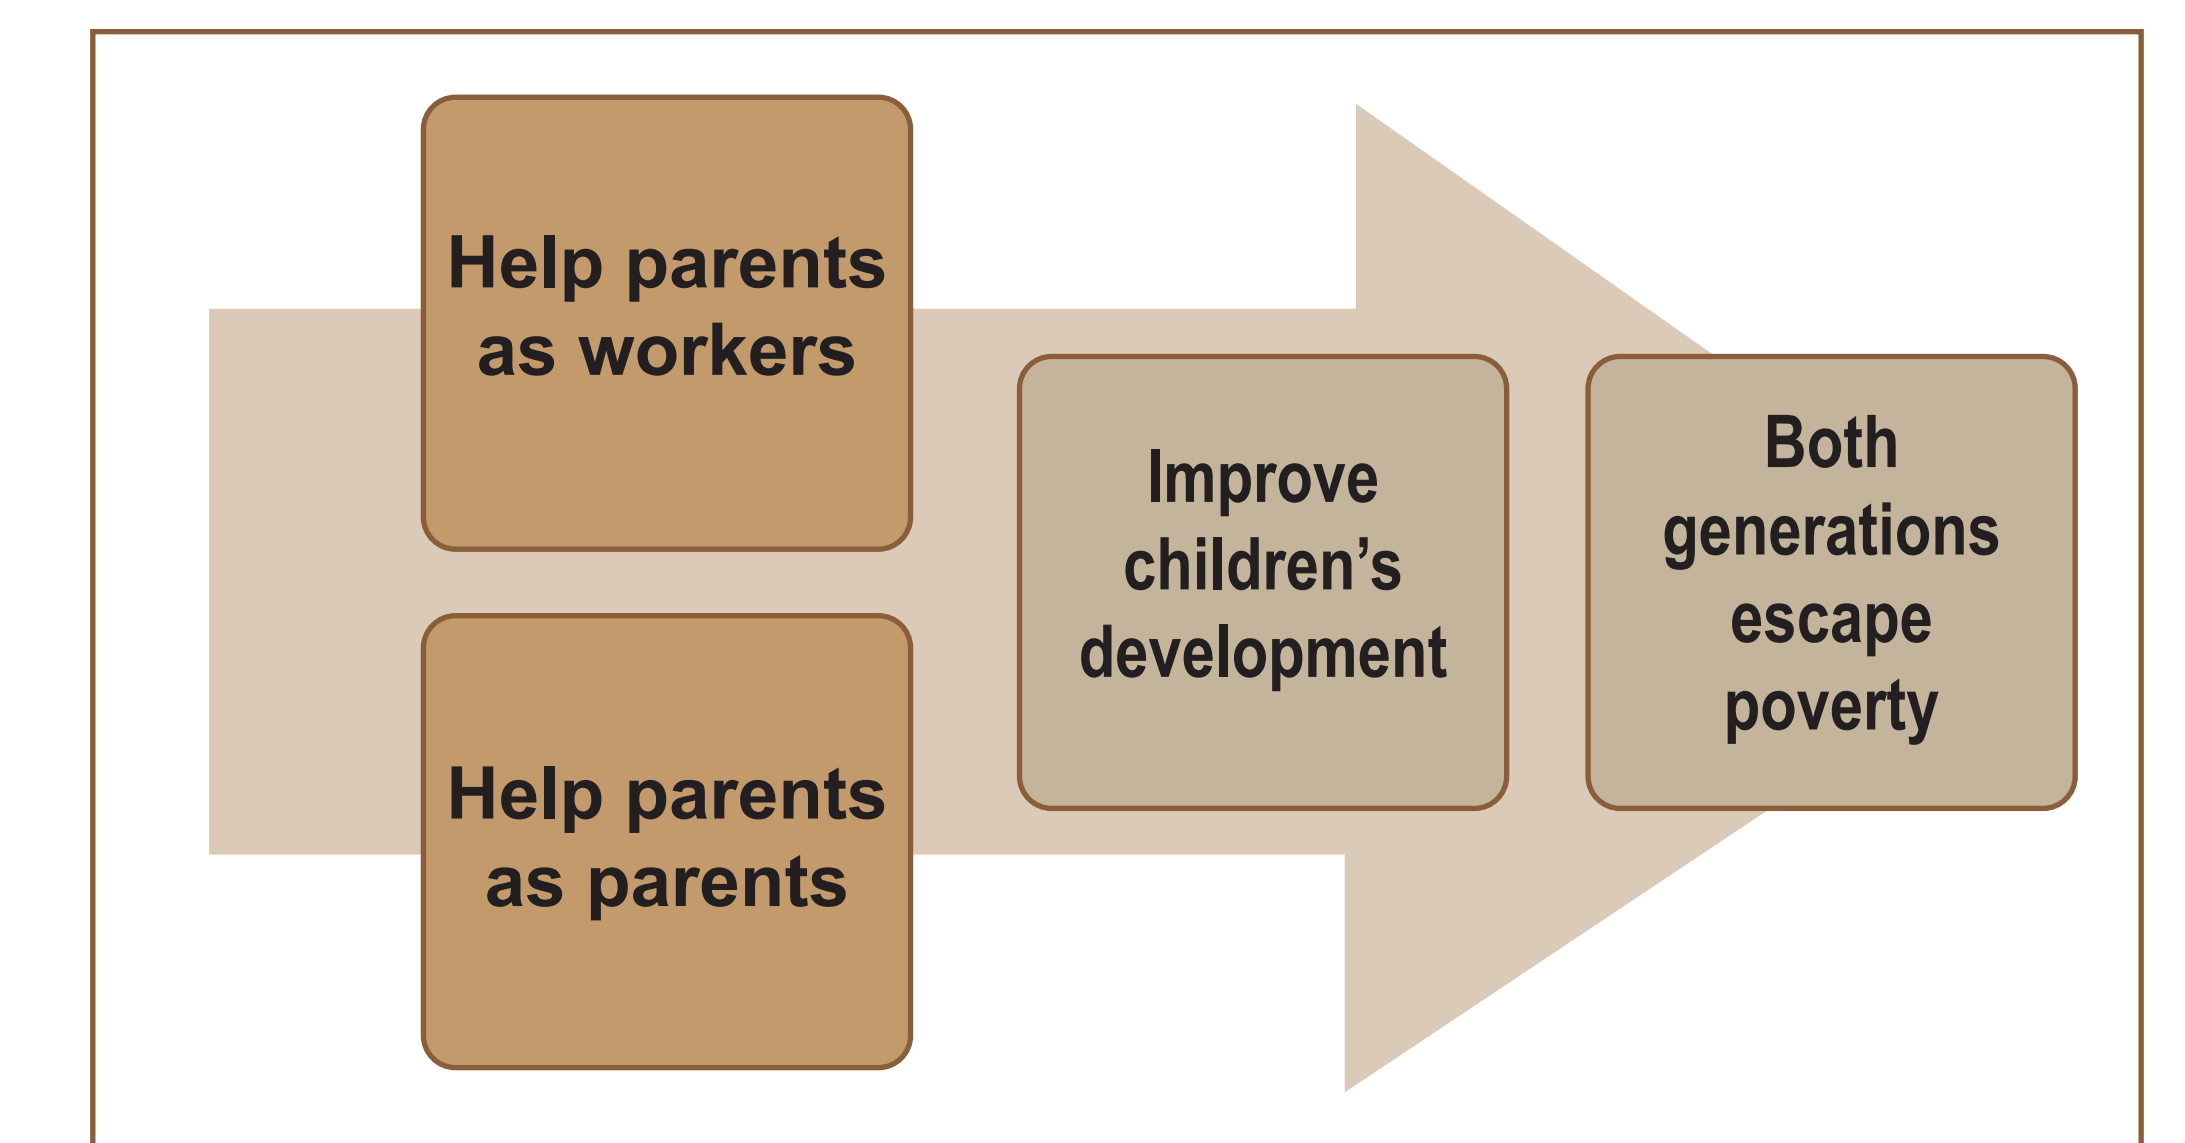 Help parents
as workers
Help parents
as parents
Improve
children’s
development
Both
generations
escape
poverty